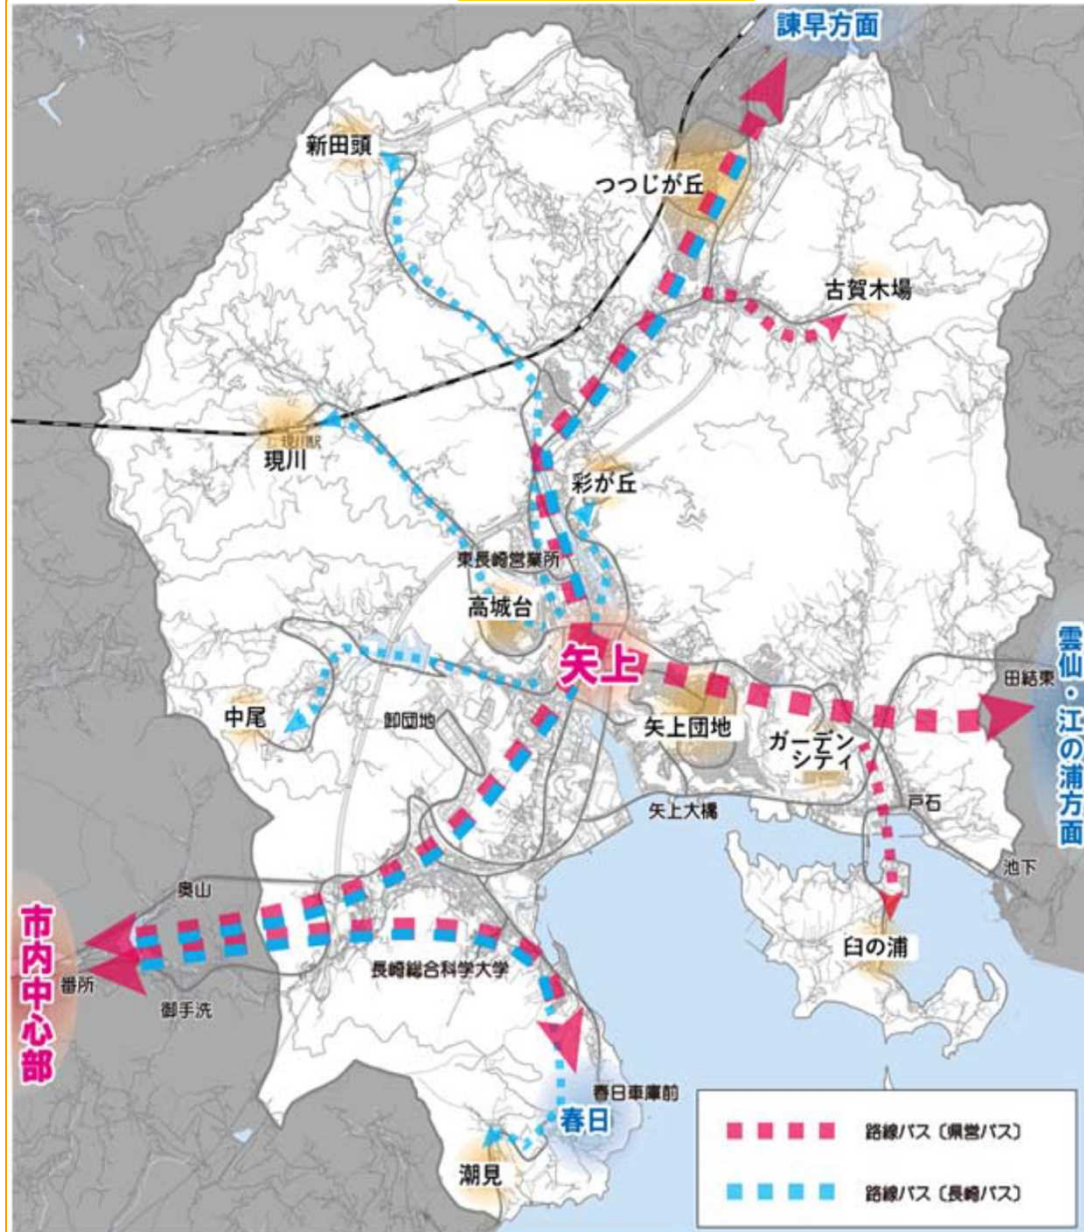 諫早方面
新田頭
つつじが丘
古賀木場
現川駅
現川
彩が丘
東長崎営業所
高城台
矢上
雲仙・江の浦方面
田結東
中尾
卸団地
矢上団地
ガーデン
シティ
戸石
矢上大橋
池下
奥山
市内中心部
番所
御手洗
長崎総合科学大学
臼の浦
春日車庫前
春日
潮見
路線バス〔県営バス〕
路線バス〔長崎バス〕